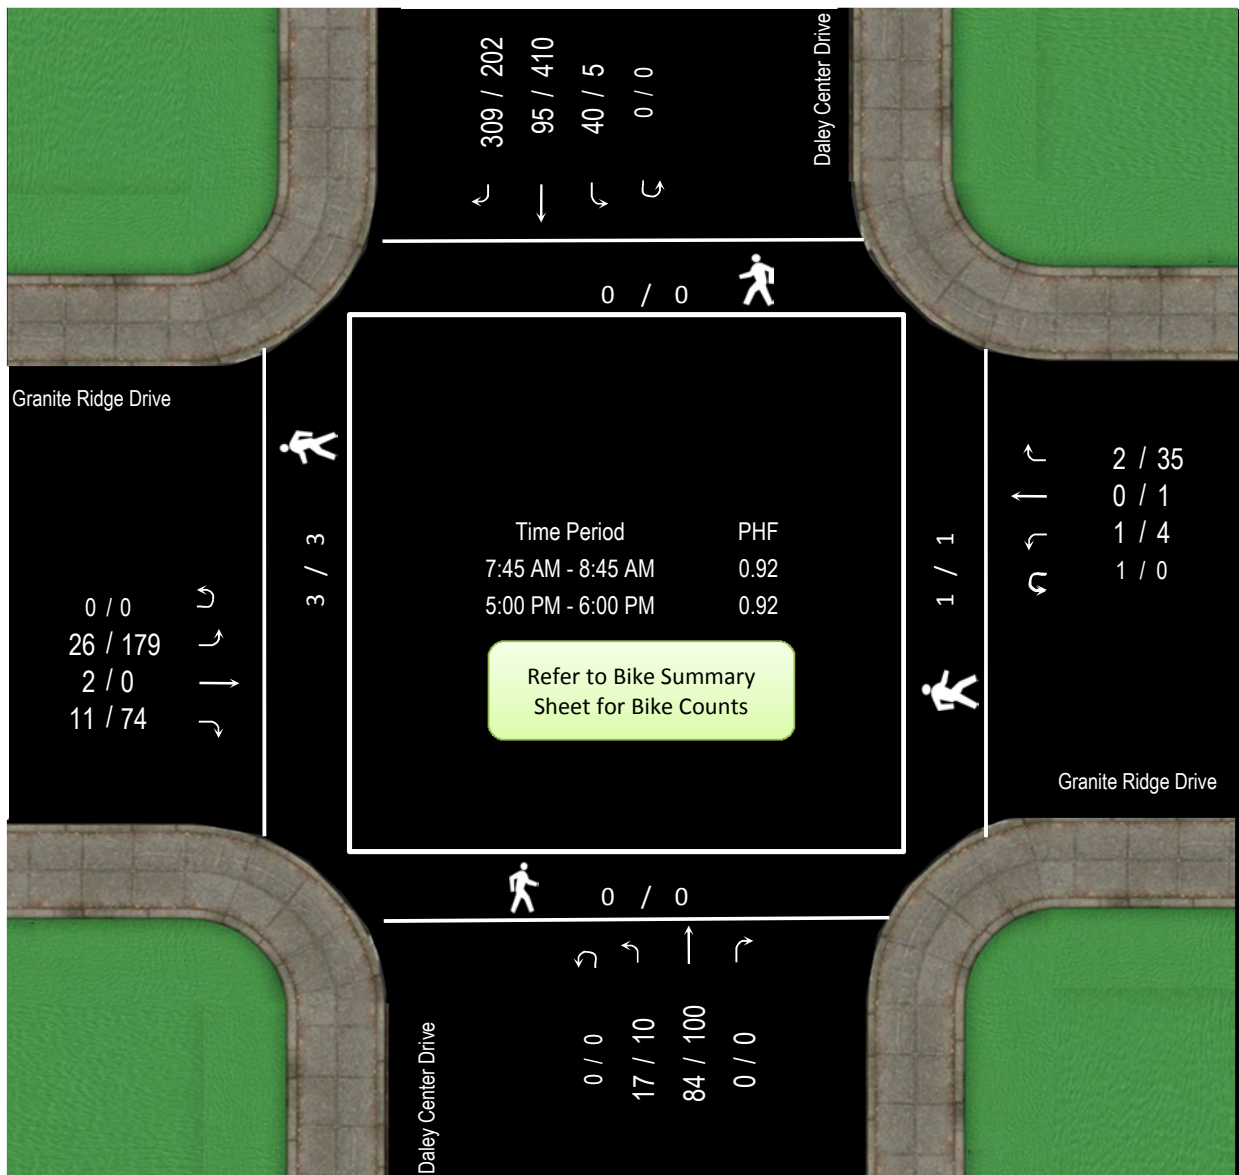 309 / 202
95 / 410
40 / 5
0 / 0
Daley Center Drive
0 / 0
Granite Ridge Drive
3 / 3
0 / 0
26 / 179
2 / 0
11 / 74
Time Period PHF
7:45 AM - 8:45 AM 0.92
5:00 PM - 6:00 PM 0.92
Refer to Bike Summary
Sheet for Bike Counts
1 / 1
2 / 35
0 / 1
1 / 4
1 / 0
Granite Ridge Drive
0 / 0
Daley Center Drive
0 / 0
17 / 10
84 / 100
0 / 0